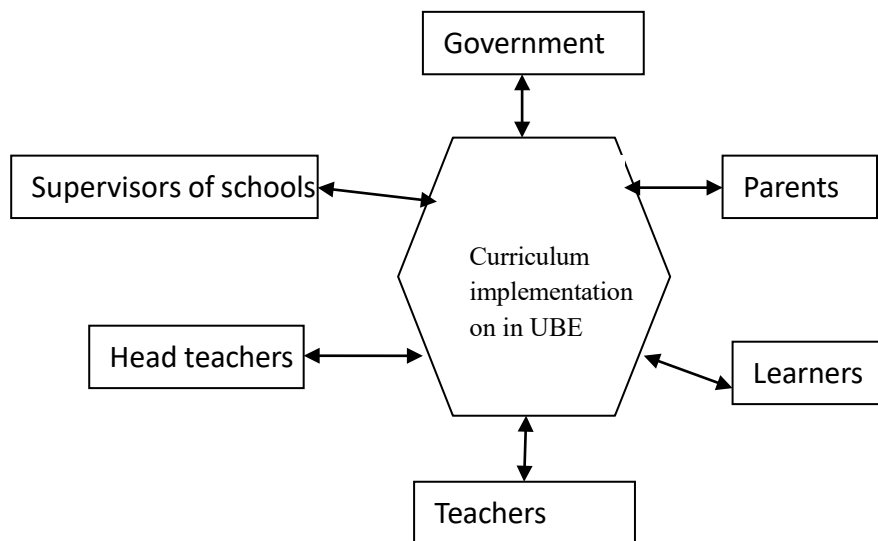 Government
Supervisors of schools
Parents
Curriculum
implementation
on in UBE
Head teachers
Learners
Teachers